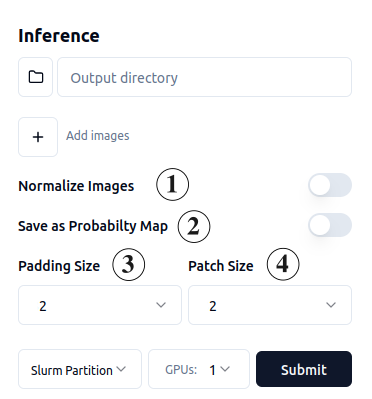 Inference
Output directory
Add images
Normalize Images 1
Save as Probabilty Map 2
Padding Size 3 Patch Size 4
2 2
Slurm Partition GPUs: 1 Submit